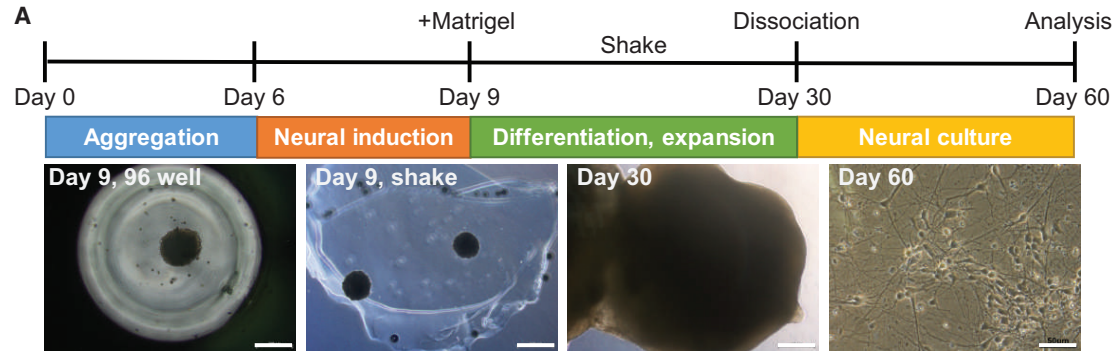 A
+Matrigel Dissociation Analysis
Shake
Day 0 Day 6 Day 9 Day 30 Day 60
Aggregation Neural induction Differentiation, expansion Neural culture
Day 9, 96 well Day 9, shake Day 30 Day 60
50um